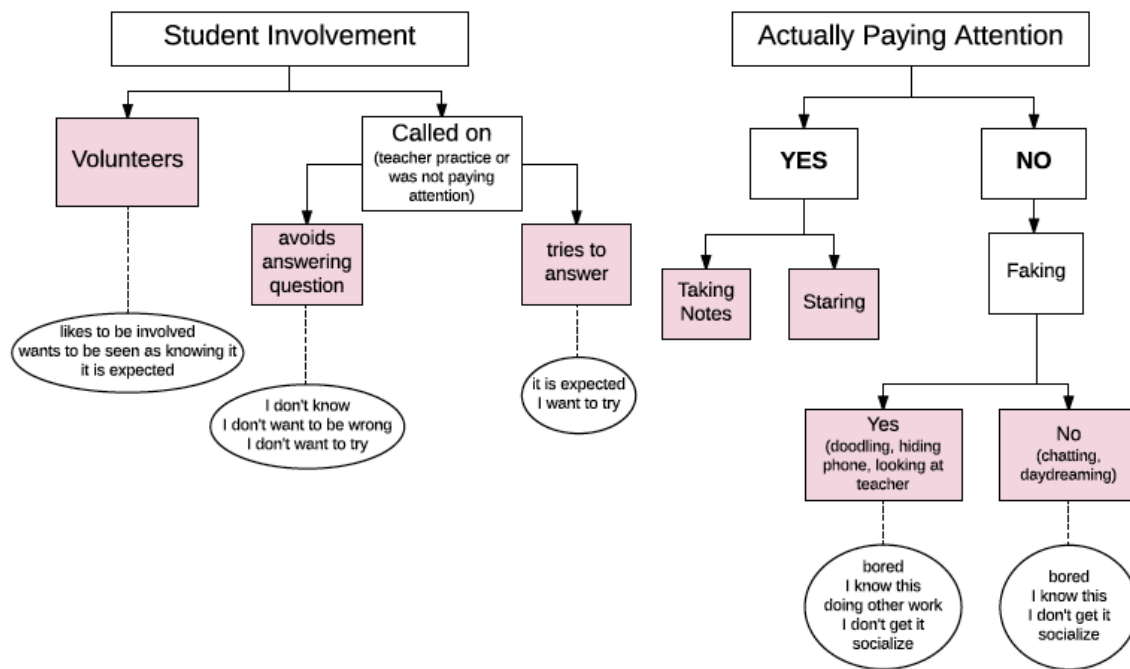 Student Involvement
Volunteers
Called on
(teacher practice or
was not paying
attention)
avoids
answering
question
tries to
answer
likes to be involved
wants to be seen as knowing it
it is expected
I don't know
I don't want to be wrong
I don't want to try
it is expected
I want to try
Actually Paying Attention
YES
NO
Taking
Notes
Staring
Faking
Yes
(doodling, hiding
phone, looking at
teacher
No
(chatting,
daydreaming)
bored
I know this
doing other work
I don't get it
socialize
bored
I know this
I don't get it
socialize